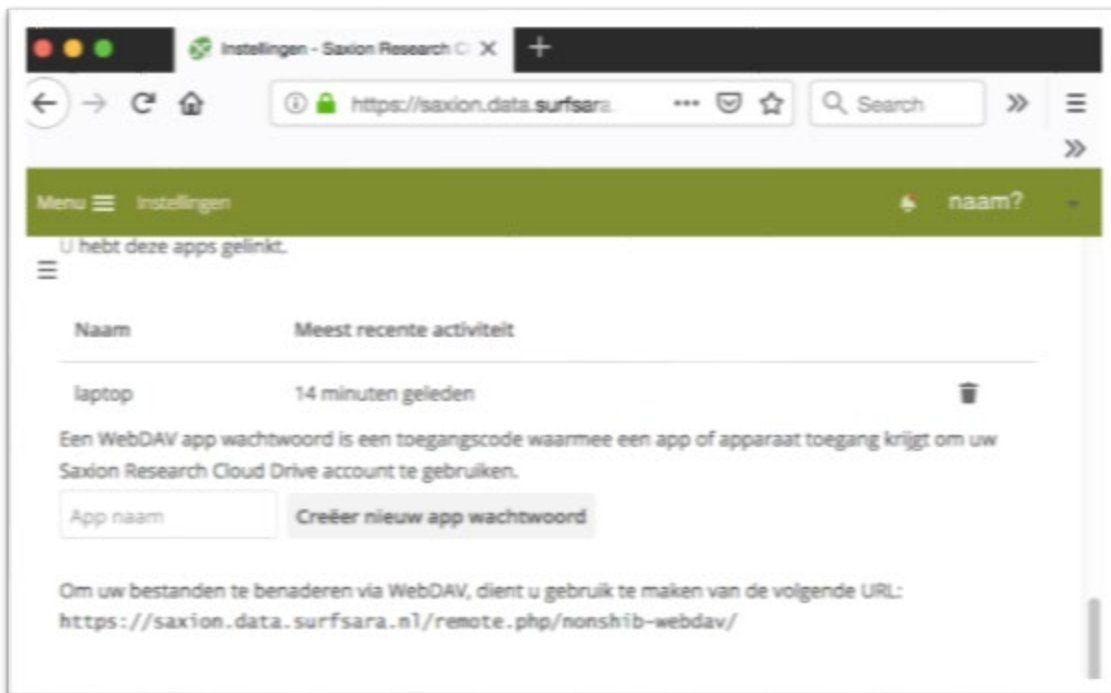 Instellingen - Saxion Research C
https://saxion.data.surfsara.
Search
Menu Instellingen naam?
U hebt deze apps gelinkt.
Naam Meest recente activiteit
laptop 14 minuten geleden
Een WebDAV app wachtwoord is een toegangscode waarmee een app of apparaat toegang krijgt om uw
Saxion Research Cloud Drive account te gebruiken.
App naam Creëer nieuw app wachtwoord
Om uw bestanden te benaderen via WebDAV, dient u gebruik te maken van de volgende URL:
https://saxion.data.surfsara.nl/remote.php/nonshib-webdav/